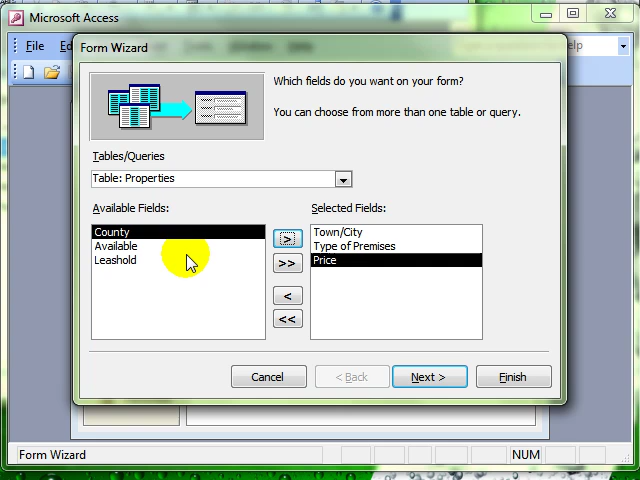 Microsoft Access
File Ed
Help
Form Wizard
Which fields do you want on your form?
You can choose from more than one table or query.
Tables/Queries
Table: Properties
Available Fields:
Selected Fields:
County
Available
Leashold
>
>>
<
<<
Town/City
Type of Premises
Price
Cancel
< Back
Next >
Finish
Form Wizard
NUM